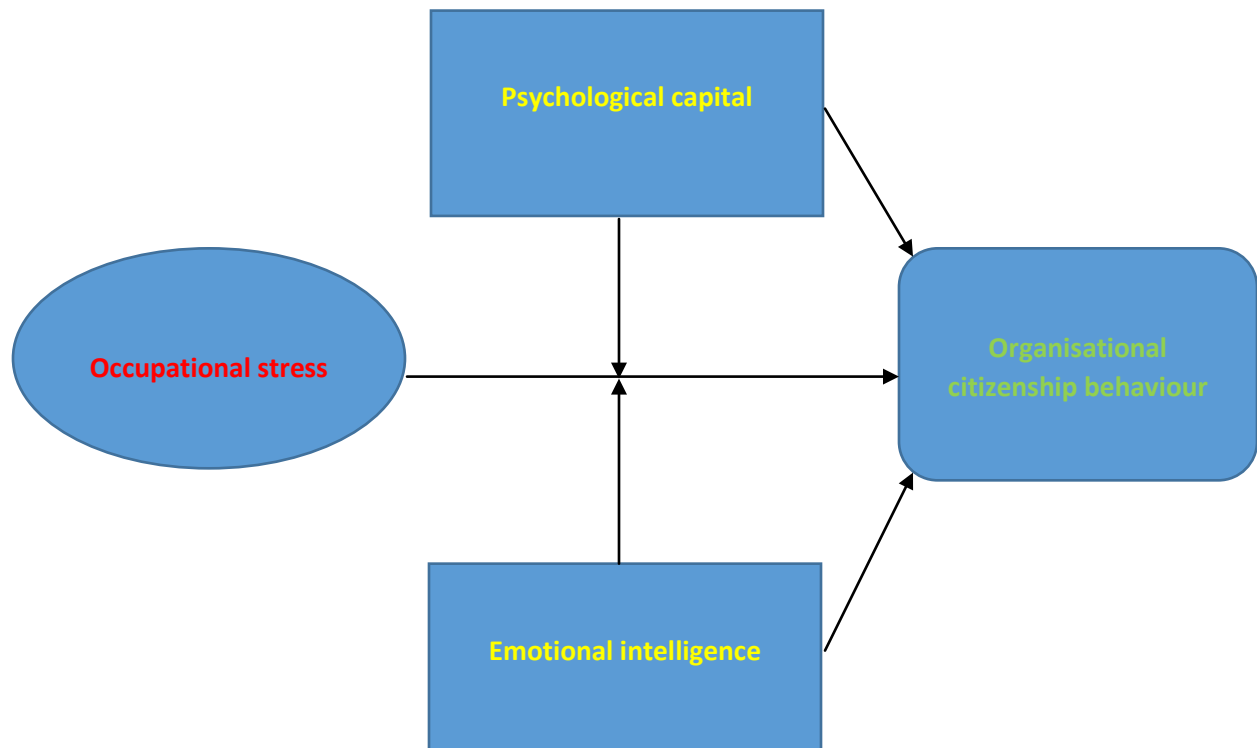 Psychological capital
Occupational stress
Organisational
citizenship behaviour
Emotional intelligence